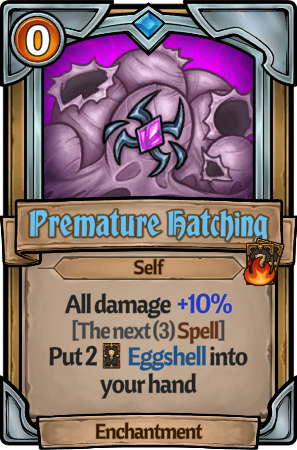 0
Premature Hatching
Self
All damage +10%
[The next (3) Spell]
Put 2 Eggshell into
your hand
Enchantment